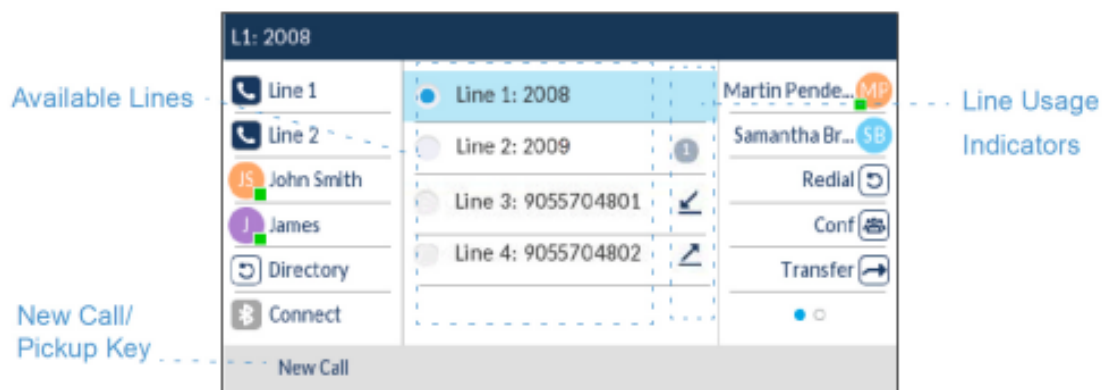 L1: 2008
Available Lines
New Call/
Pickup Key
Line 1
Line 2
JS John Smith
J James
Directory
Connect
Line 1: 2008
Line 2: 2009 1
Line 3: 9055704801
Line 4: 9055704802
Martin Pende... MP
Samantha Br... SB
Redial
Conf
Transfer
New Call
Line Usage
Indicators